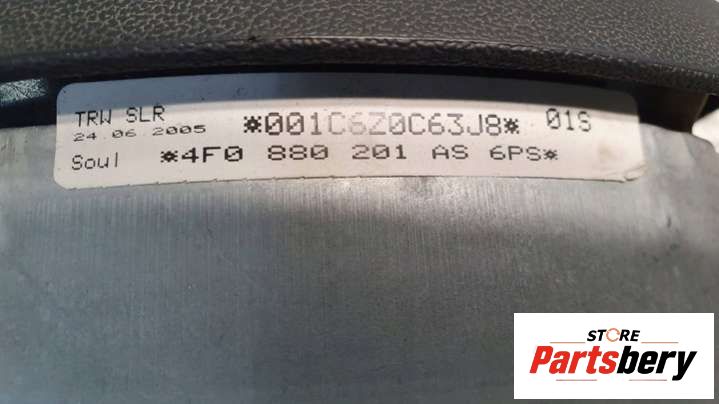 TRW SLR *001C6Z0C63J8* 01S
24.06.2005
Soul *4F0 880 201 AS 6PS*
STORE
Partsbery